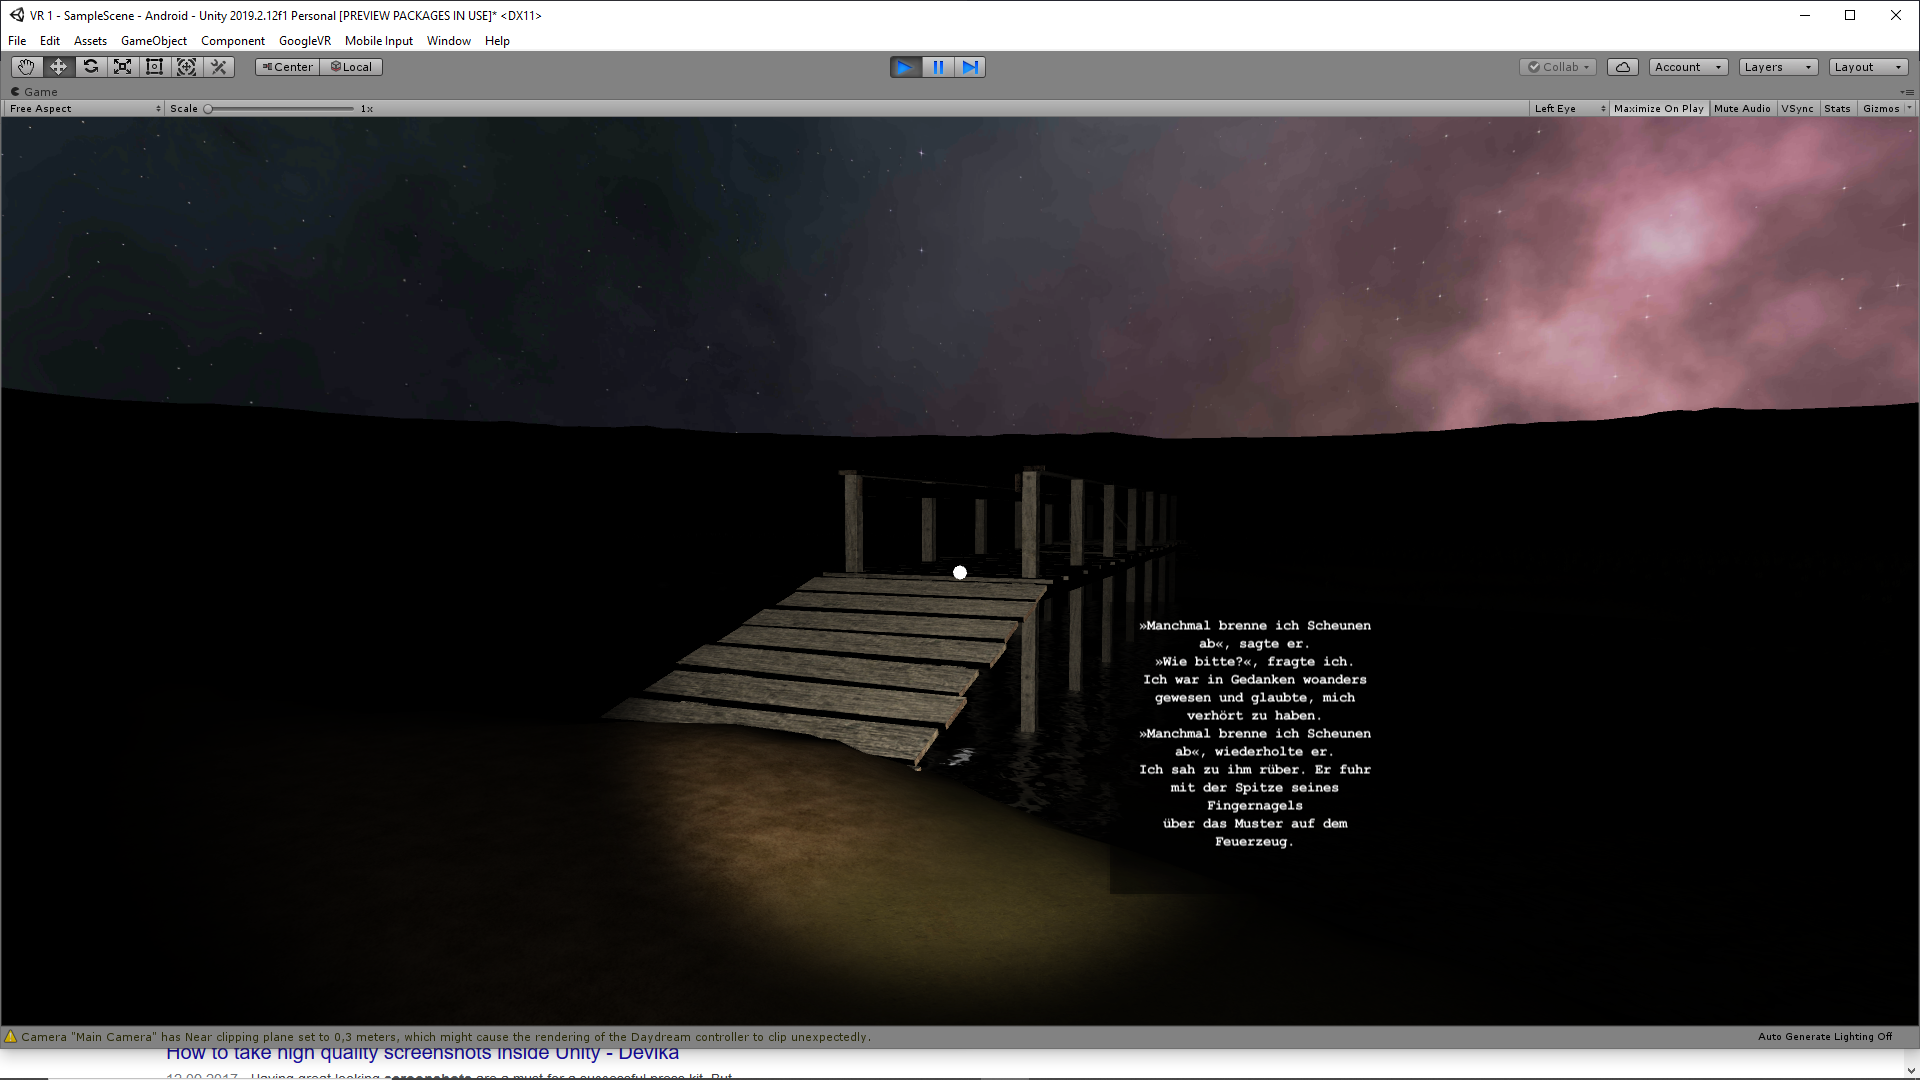 VR 1 - SampleScene - Android - Unity 2019.2.12f1 Personal [PREVIEW PACKAGES IN USE]* <DX11>
File Edit Assets GameObject Component GoogleVR Mobile Input Window Help
Center Local Collab Account Layers Layout
Game
Free Aspect Scale 1x Left Eye Maximize On Play Mute Audio VSync Stats Gizmos
»Manchmal brenne ich Scheunen
ab«, sagte er.
»Wie bitte?«, fragte ich.
Ich war in Gedanken woanders
gewesen und glaubte, mich
verhört zu haben.
»Manchmal brenne ich Scheunen
ab«, wiederholte er.
Ich sah zu ihm rüber. Er fuhr
mit der Spitze seines
Fingernagels
über das Muster auf dem
Feuerzeug.
Camera "Main Camera" has Near clipping plane set to 0,3 meters, which might cause the rendering of the Daydream controller to clip unexpectedly. Auto Generate Lighting Off
How to take high quality screenshots inside Unity - Devika